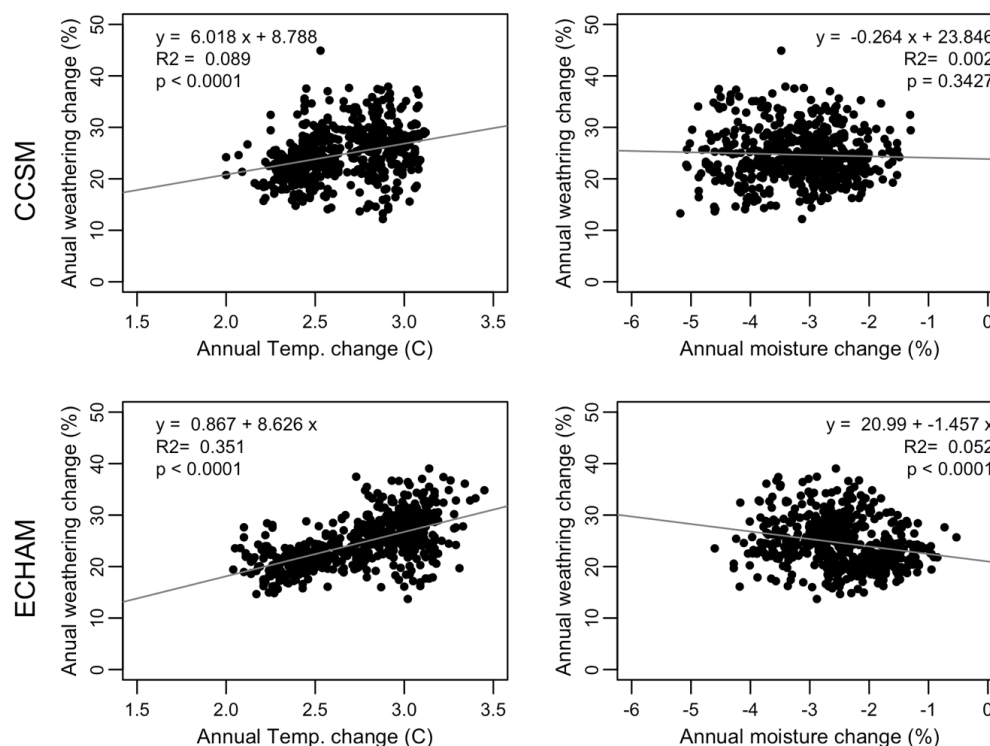 CCSM
Anual weathering change (%)
50
40
30
20
10
0
y = 6.018 x + 8.788
R2 = 0.089
p < 0.0001
1.5 2.0 2.5 3.0 3.5
Annual Temp. change (C)
Anual weathring change (%)
50
40
30
20
10
0
y = -0.264 x + 23.846
R2= 0.002
p = 0.3427
-6 -5 -4 -3 -2 -1 0
Annual moisture change (%)
ECHAM
Anual weathering change (%)
50
40
30
20
10
0
y = 0.867 + 8.626 x
R2= 0.351
p < 0.0001
1.5 2.0 2.5 3.0 3.5
Annual Temp. change (C)
Anual weathring change (%)
50
40
30
20
10
0
y = 20.99 + -1.457 x
R2= 0.052
p < 0.0001
-6 -5 -4 -3 -2 -1 0
Annual moisture change (%)